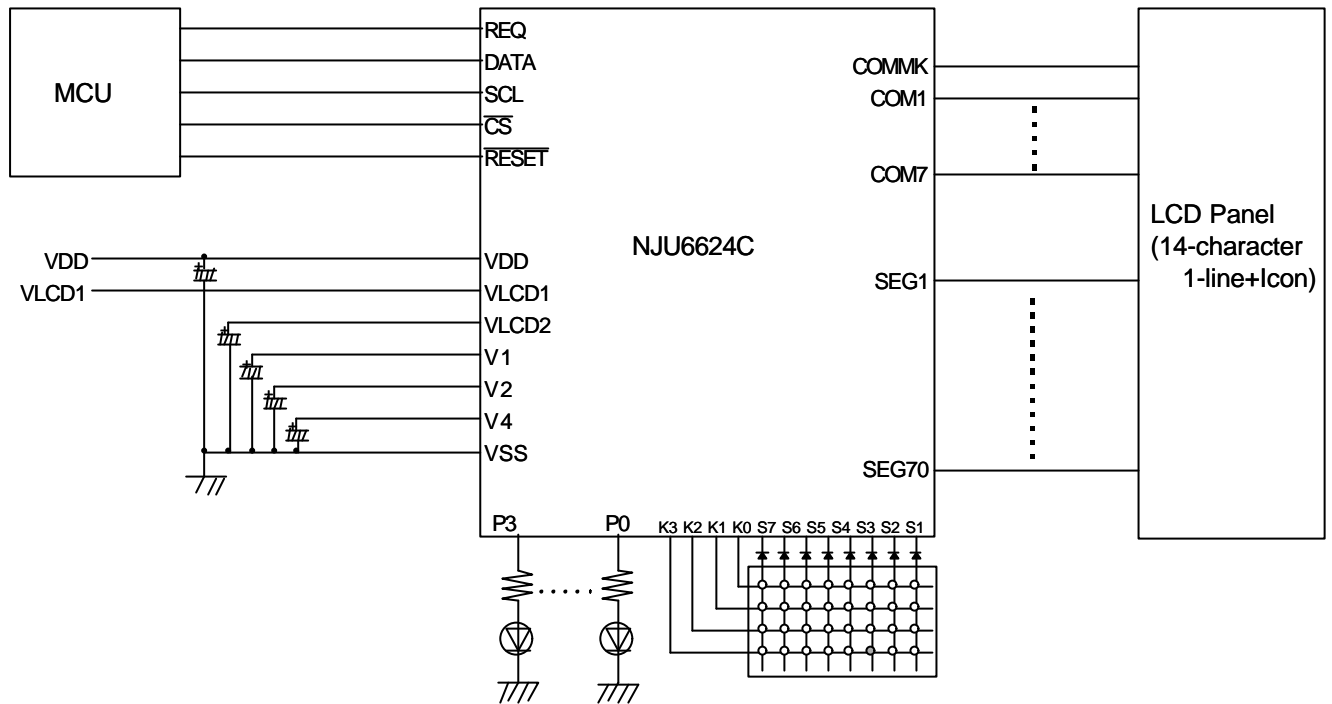 MCU
REQ
DATA
SCL
CS
RESET
VDD
VLCD1
VDD
VLCD1
VLCD2
V1
V2
V4
VSS
NJU6624C
COMMK
COM1
COM7
SEG1
SEG70
LCD Panel
(14-character
1-line+Icon)
P3
P0
K3 K2 K1 K0 S7 S6 S5 S4 S3 S2 S1